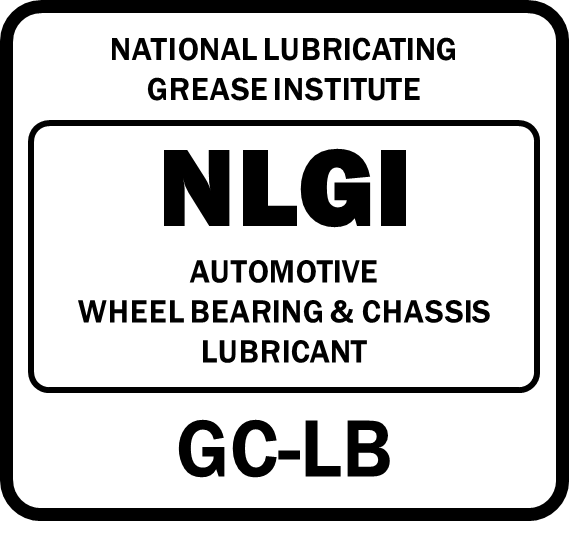 NATIONAL LUBRICATING
GREASE INSTITUTE
NLGI
AUTOMOTIVE
WHEEL BEARING & CHASSIS
LUBRICANT
GC-LB